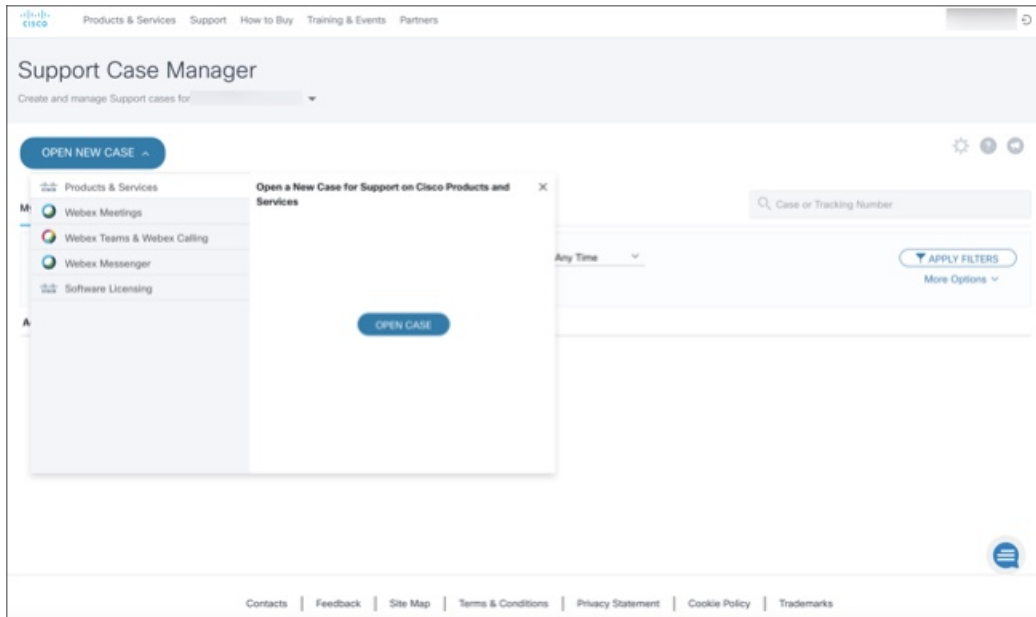 CISCO
Products & Services Support How to Buy Training & Events Partners
Support Case Manager
Create and manage Support cases for
OPEN NEW CASE
Products & Services
Webex Meetings
Webex Teams & Webex Calling
Webex Messenger
Software Licensing
Open a New Case for Support on Cisco Products and
Services
OPEN CASE
My
Case or Tracking Number
Any Time
APPLY FILTERS
More Options
A
Contacts | Feedback | Site Map | Terms & Conditions | Privacy Statement | Cookie Policy | Trademarks